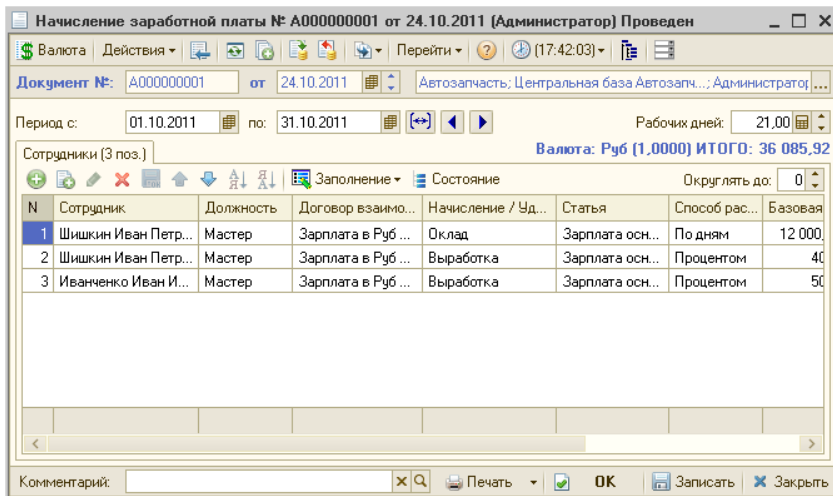 Начисление заработной платы № А000000001 от 24.10.2011 (Администратор) Проведен
Валюта Действия Перейти (17:42:03)
Документ №: А000000001 от 24.10.2011 Автозапчасть; Центральная база Автозапч...; Администратор ...
Период с: 01.10.2011 по: 31.10.2011 Рабочих дней: 21,00
Сотрудники (3 поз.) Валюта: Руб (1,0000) ИТОГО: 36 085,92
Заполнение Состояние Округлять до: 0
N Сотрудник Должность Договор взаимо... Начисление / Уд... Статья Способ рас... Базовая
1 Шишкин Иван Петр... Мастер Зарплата в Руб ... Оклад Зарплата осн... По дням 12 000,
2 Шишкин Иван Петр... Мастер Зарплата в Руб ... Выработка Зарплата осн... Процентом 40
3 Иванченко Иван И... Мастер Зарплата в Руб ... Выработка Зарплата осн... Процентом 50
Комментарий: Печать OK Записать Закрыть